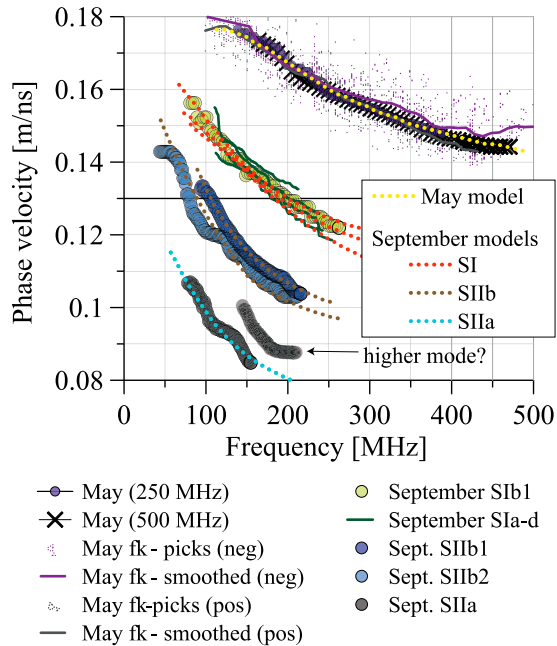 0.18
0.16
0.14
0.12
0.1
0.08
Phase velocity [m/ns]
0
100
200
300
400
500
Frequency [MHz]
May model
September models
SI
SIIb
SIIa
higher mode?
May (250 MHz)
May (500 MHz)
May fk - picks (neg)
May fk - smoothed (neg)
May fk-picks (pos)
May fk - smoothed (pos)
September SIb1
September SIa-d
Sept. SIIb1
Sept. SIIb2
Sept. SIIa